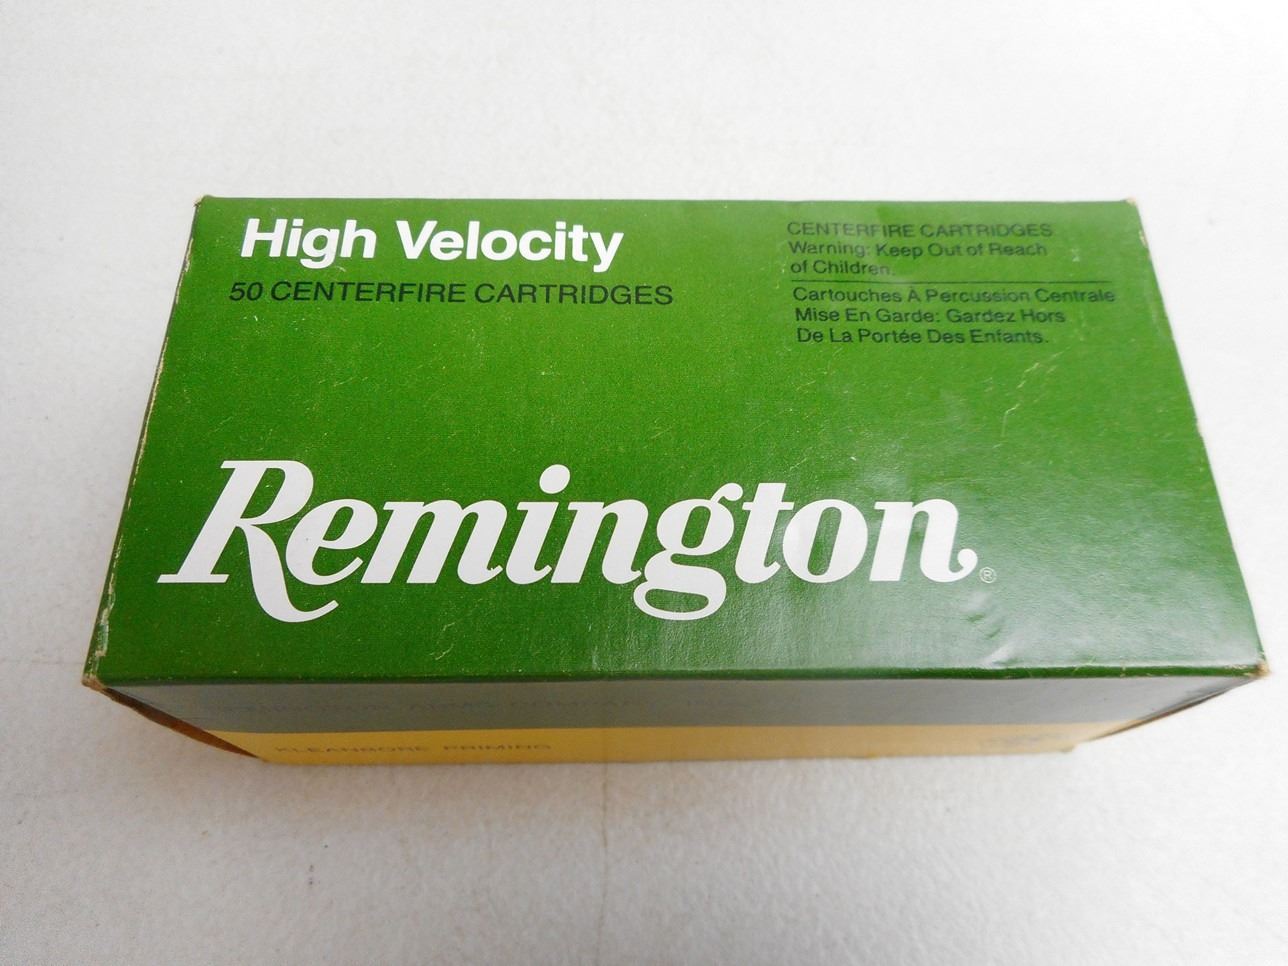 High Velocity
50 CENTERFIRE CARTRIDGES
CENTERFIRE CARTRIDGES
Warning: Keep Out of Reach
of Children.
Cartouches À Percussion Centrale
Mise En Garde: Gardez Hors
De La Portée Des Enfants.
Remington®
KLEANBORE PRIMING